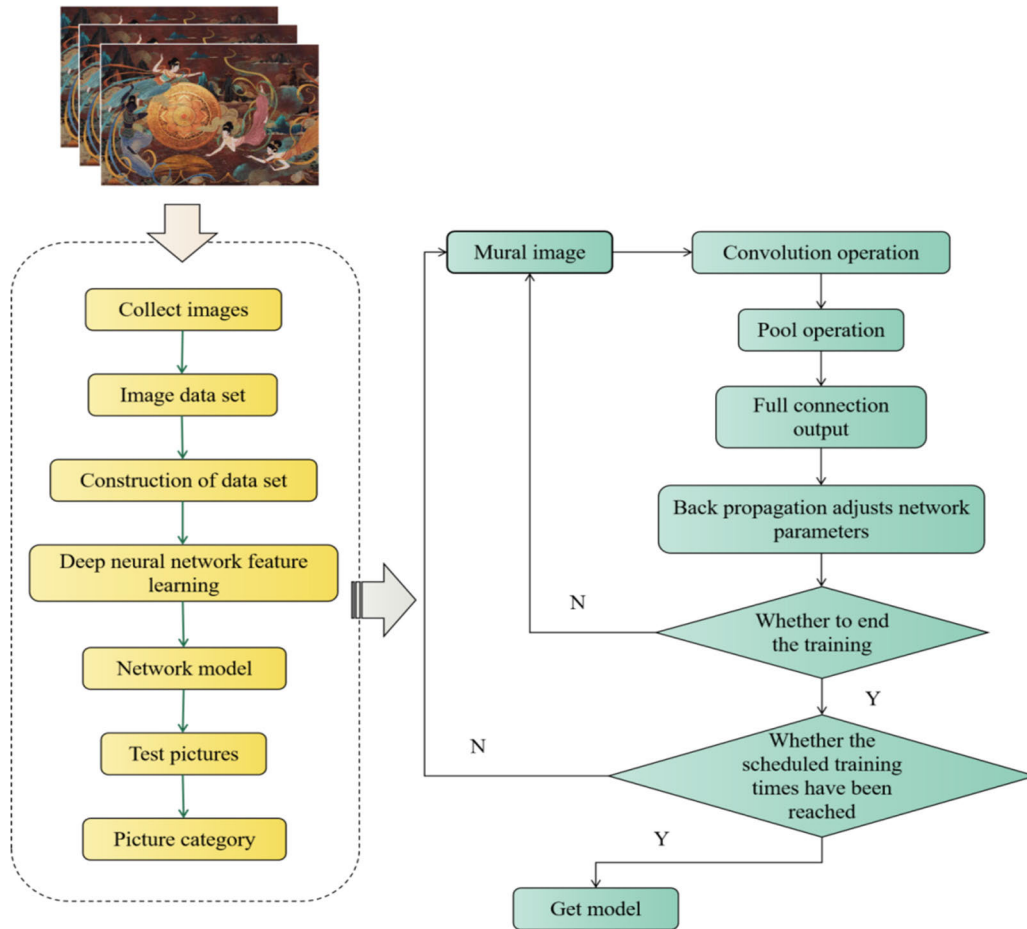 Collect images
Image data set
Construction of data set
Deep neural network feature
learning
Network model
Test pictures
Picture category
Mural image
Convolution operation
Pool operation
Full connection
output
Back propagation adjusts network
parameters
N
Whether to end
the training
Y
N
Whether the
scheduled training
times have been
reached
Y
Get model